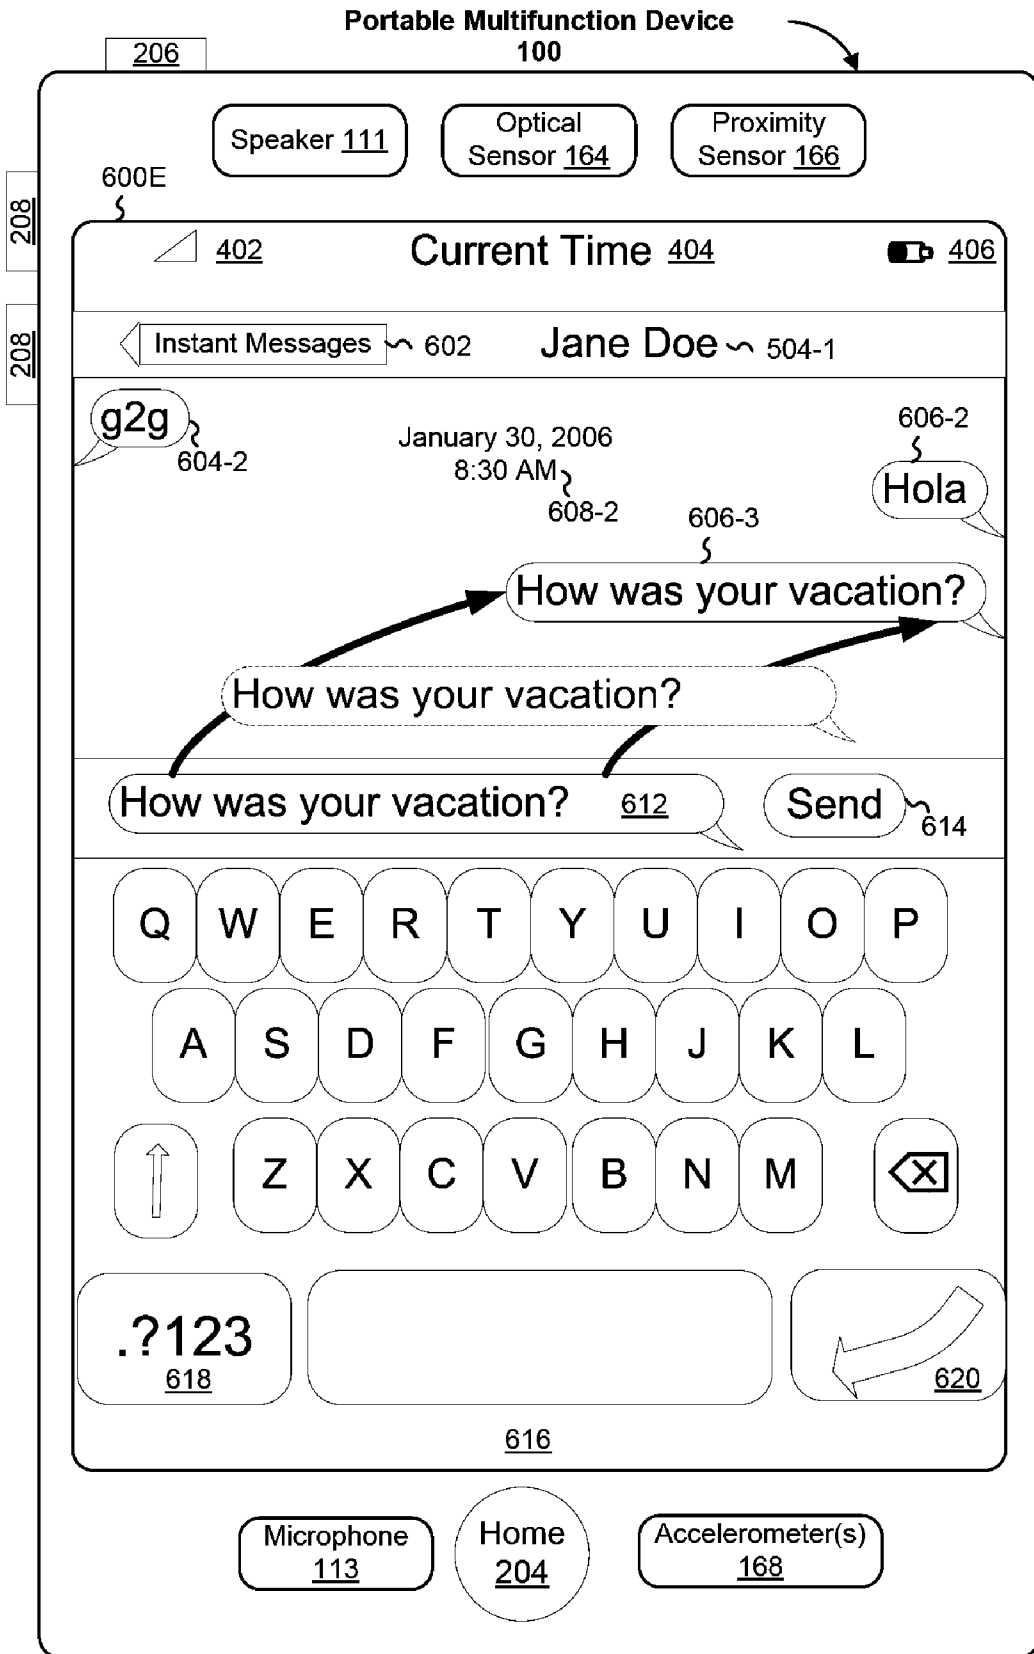 Portable Multifunction Device
100
206
Speaker 111
Optical
Sensor 164
Proximity
Sensor 166
600E
208
402
Current Time 404
406
208
Instant Messages
602
Jane Doe
504-1
g2g
604-2
January 30, 2006
8:30 AM
608-2
606-2
Hola
606-3
How was your vacation?
How was your vacation?
How was your vacation?
612
Send
614
Q W E R T Y U I O P
A S D F G H J K L
Z X C V B N M
.?123
618
620
616
Microphone
113
Home
204
Accelerometer(s)
168